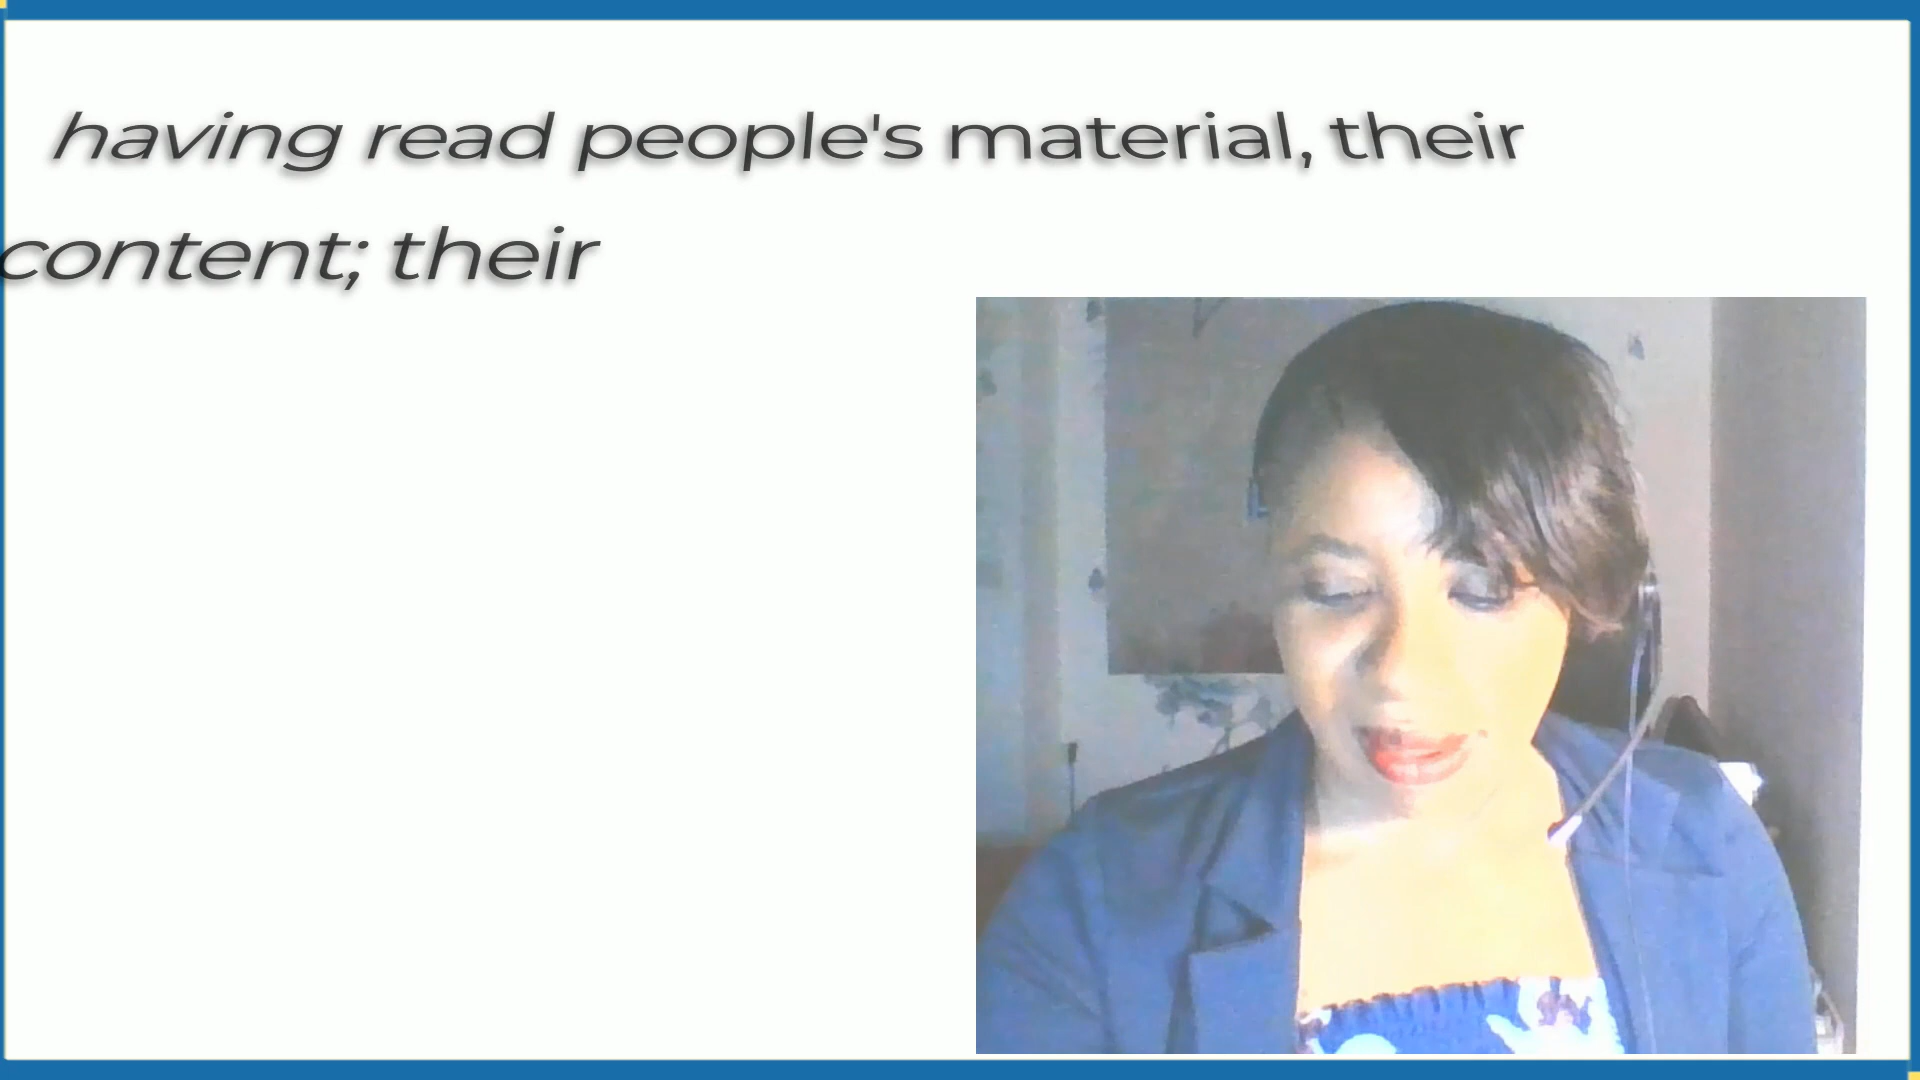 having read people's material, their
content; their